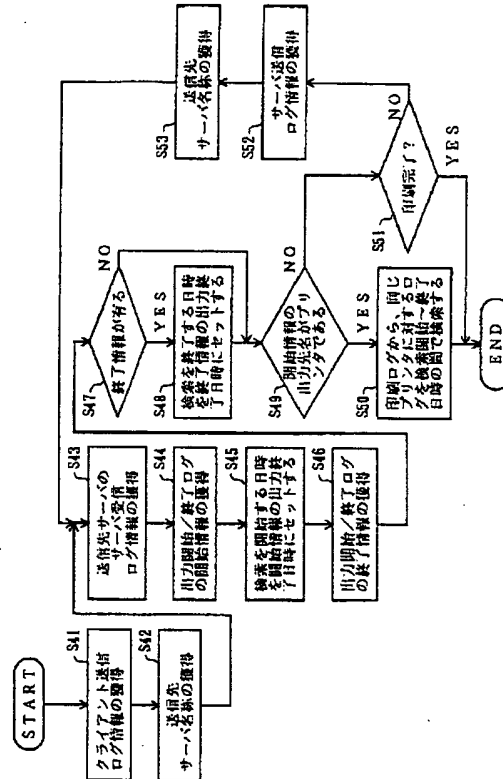 START
S41
クライアント送信
ログ情報の獲得
S42
送信先
サーバ名称の獲得
S43
送信先サーバの
サーバ受信
ログ情報の獲得
S44
出力開始/終了ログ
の開始情報の獲得
S45
検索を開始する日時
を開始情報の出力終
了日時にセットする
S46
出力開始/終了ログ
の終了情報の獲得
S47
終了情報が有る
NO
YES
S48
検索を終了する日時
を終了情報の出力終
了日時にセットする
S49
開始情報の
出力先名がプリ
ンタである
NO
YES
S50
印刷ログから、同じ
プリンタに対するロ
グを検索開始~終了
日時の間で検索する
S51
印刷完了?
NO
YES
S52
サーバ送信
ログ情報の獲得
S53
送信先
サーバ名称の獲得
END